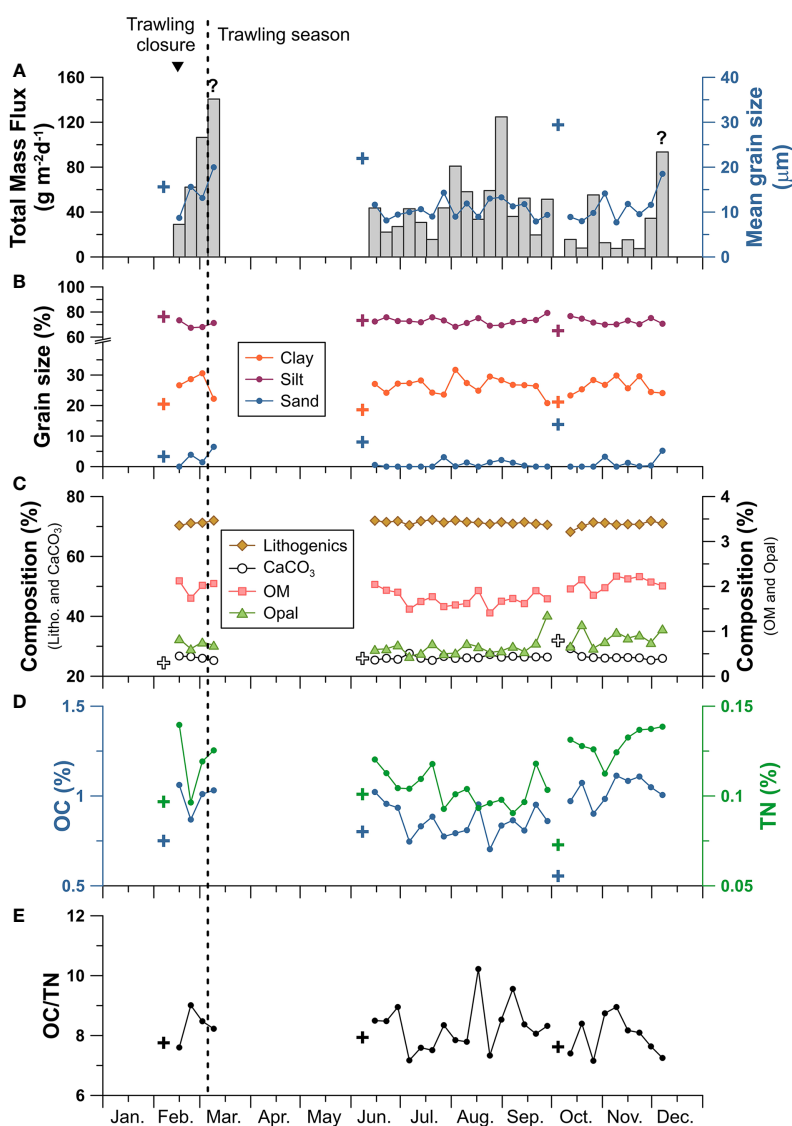 Trawling
closure
Trawling season
A
160
120
80
40
0
Total Mass Flux
(g m-2d-1)
?
?
40
30
20
10
0
Mean grain size
(μm)
B
100
80
60
30
20
10
0
Grain size (%)
Clay
Silt
Sand
C
80
60
40
20
Composition (%)
(Litho. and CaCO3)
Lithogenics
CaCO3
OM
Opal
4
3
2
1
0
Composition (%)
(OM and Opal)
D
1.5
1
0.5
OC (%)
0.15
0.1
0.05
TN (%)
E
12
10
8
6
OC/TN
Jan. Feb. Mar. Apr. May Jun. Jul. Aug. Sep. Oct. Nov. Dec.